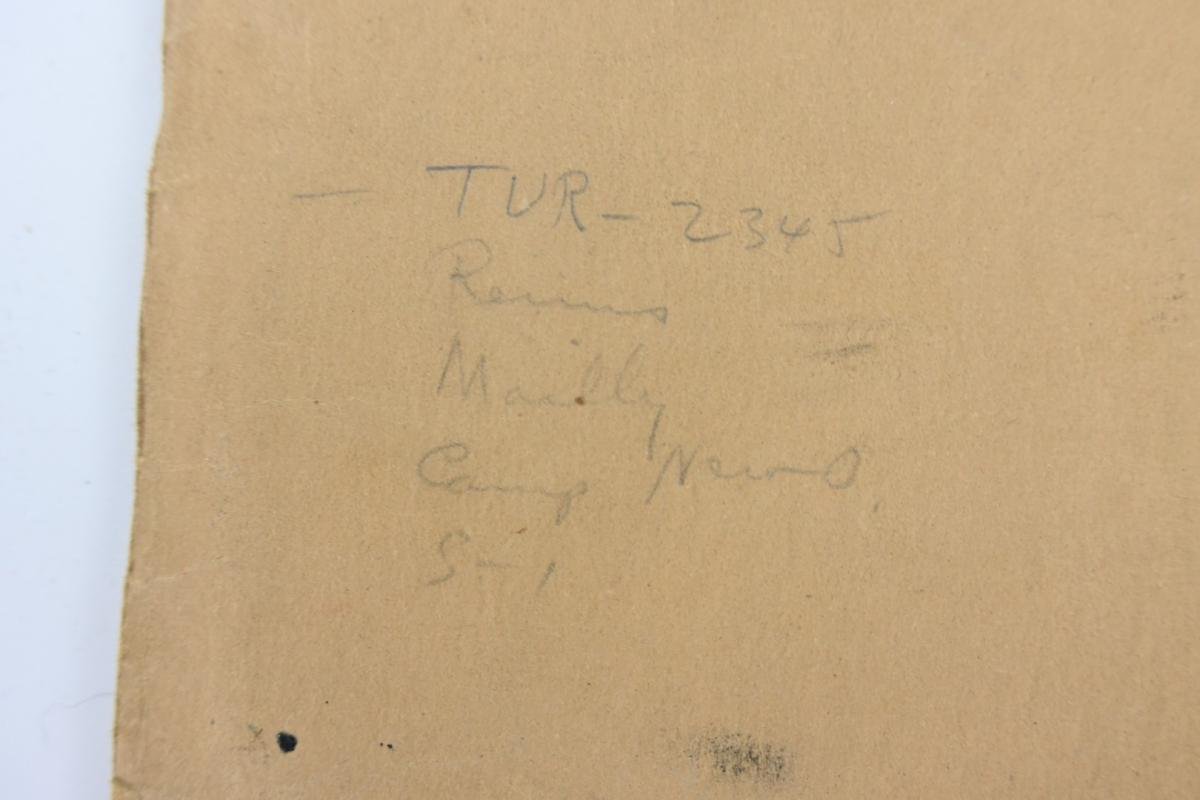 — TUR - 2345
Reims
Mailly
Camp New
S-1